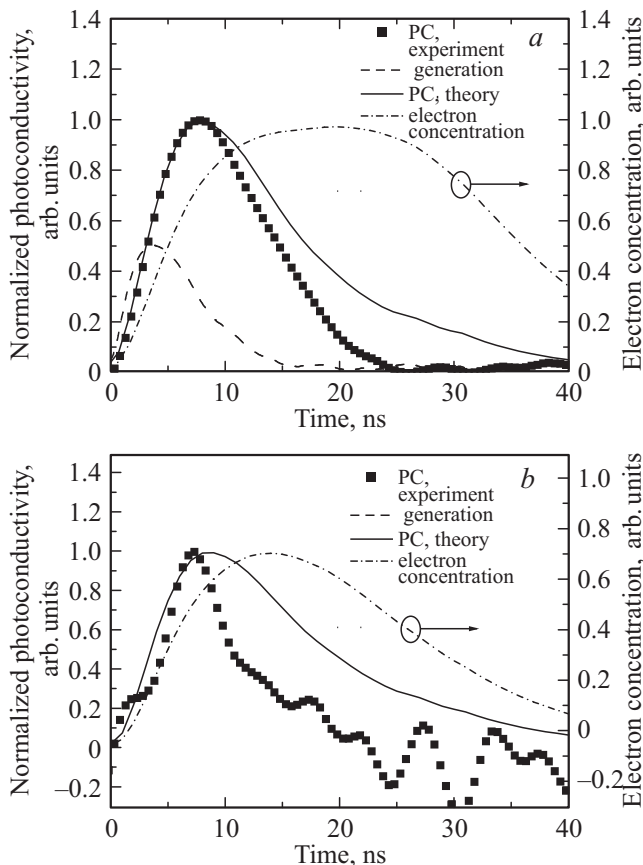 Normalized photoconductivity,
arb. units
1.4
1.2
1.0
0.8
0.6
0.4
0.2
0
PC,
experiment
generation
PC, theory
electron
concentration
a
1.4
1.2
1.0
0.8
0.6
0.4
0.2
0
Electron concentration, arb. units
0
10
20
30
40
Time, ns
Normalized photoconductivity,
arb. units
1.4
1.2
1.0
0.8
0.6
0.4
0.2
0
–0.2
PC,
experiment
generation
PC, theory
electron
concentration
b
1.0
0.8
0.6
0.4
0.2
0
–0.2
Electron concentration, arb. units
0
10
20
30
40
Time, ns